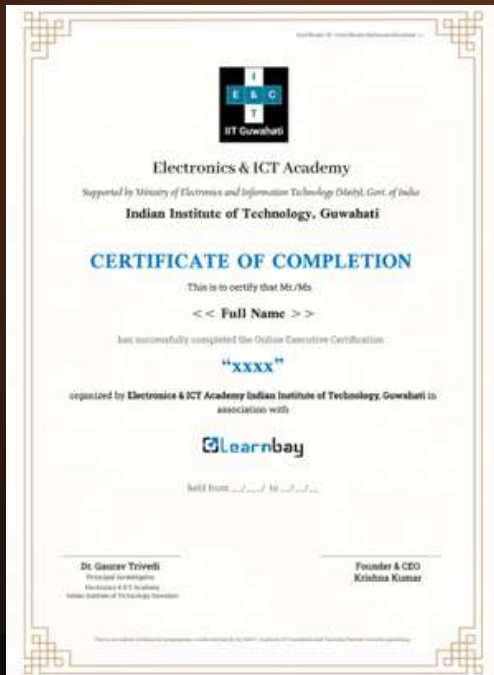 I
E & C
T
IIT Guwahati
Electronics & ICT Academy
Supported by Ministry of Electronics and Information Technology (Meity), Govt. of India
Indian Institute of Technology, Guwahati
CERTIFICATE OF COMPLETION
This is to certify that Mr./Ms.
<< Full Name >>
has successfully completed the Online Executive Certification
“xxxx”
organized by Electronics & ICT Academy Indian Institute of Technology, Guwahati in
association with
Learnbay
held from __/__/ to __/__/__
Dr. Gaurav Trivedi
Principal Investigator
Electronics & ICT Academy
Indian Institute of Technology Guwahati
Founder & CEO
Krishna Kumar